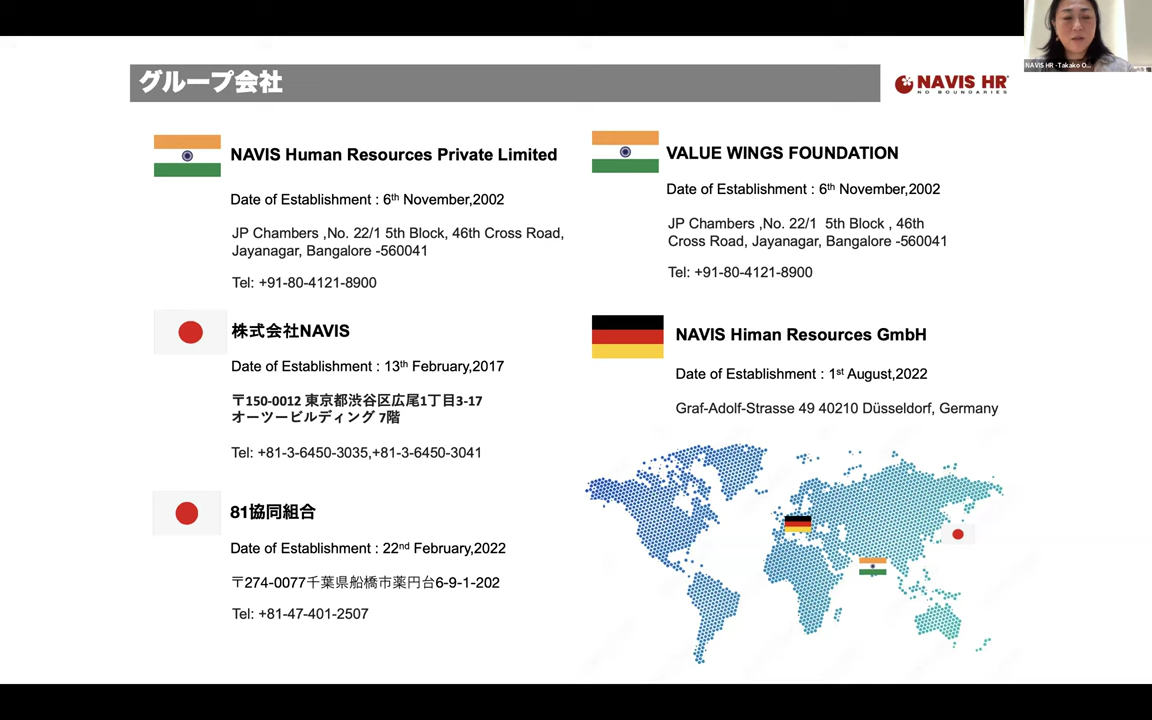 グループ会社
NAVIS HR
NO BOUNDARIES
NAVIS HR -Takako O...
NAVIS Human Resources Private Limited
Date of Establishment : 6th November,2002
JP Chambers ,No. 22/1 5th Block, 46th Cross Road,
Jayanagar, Bangalore -560041
Tel: +91-80-4121-8900
VALUE WINGS FOUNDATION
Date of Establishment : 6th November,2002
JP Chambers ,No. 22/1 5th Block , 46th
Cross Road, Jayanagar, Bangalore -560041
Tel: +91-80-4121-8900
株式会社NAVIS
Date of Establishment : 13th February,2017
〒150-0012 東京都渋谷区広尾1丁目3-17
オーツービルディング 7階
Tel: +81-3-6450-3035,+81-3-6450-3041
NAVIS Himan Resources GmbH
Date of Establishment : 1st August,2022
Graf-Adolf-Strasse 49 40210 Düsseldorf, Germany
81協同組合
Date of Establishment : 22nd February,2022
〒274-0077千葉県船橋市薬円台6-9-1-202
Tel: +81-47-401-2507